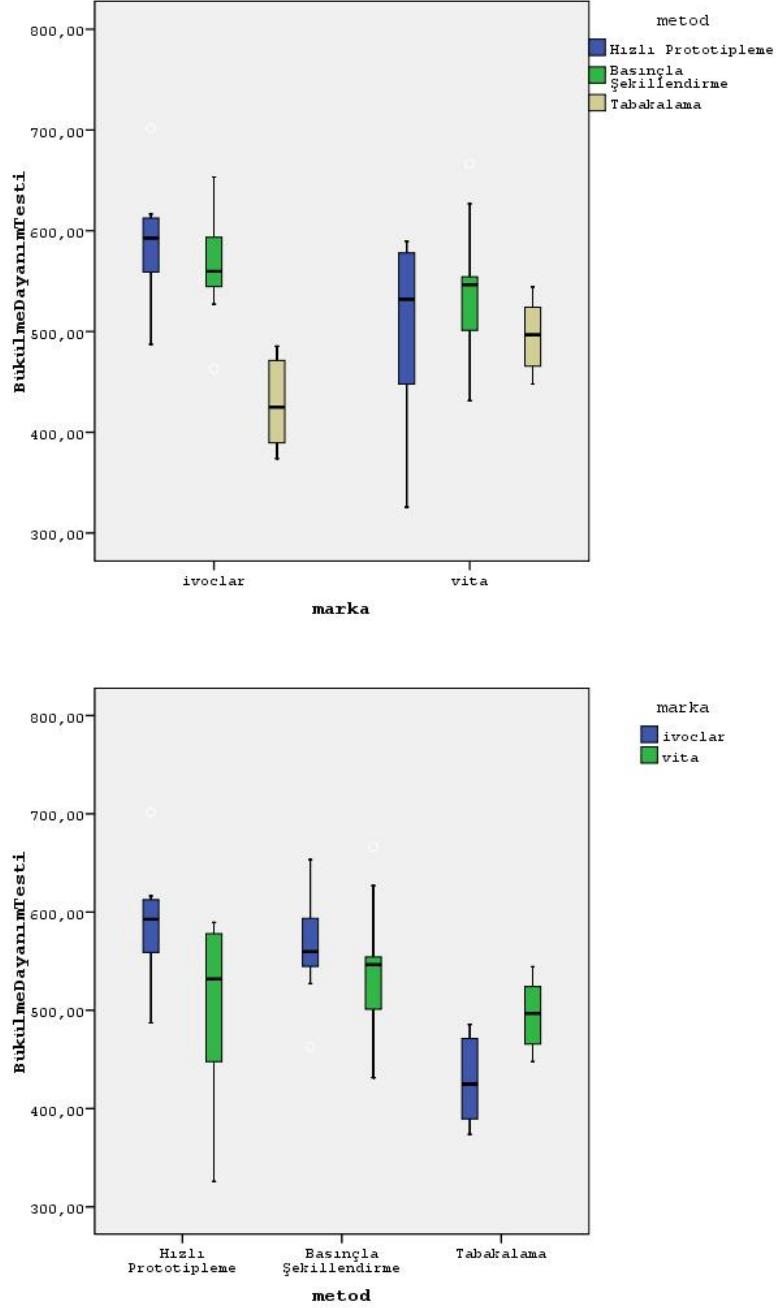 metod
Hızlı Prototipleme
Basınçla
Şekillendirme
Tabakalama
800,00
700,00
600,00
500,00
400,00
300,00
BükülmeDayanımTesti
ivoclar
vita
marka
marka
ivoclar
vita
800,00
700,00
600,00
500,00
400,00
300,00
BükülmeDayanımTesti
Hızlı
Prototipleme
Basınçla
Şekillendirme
Tabakalama
metod